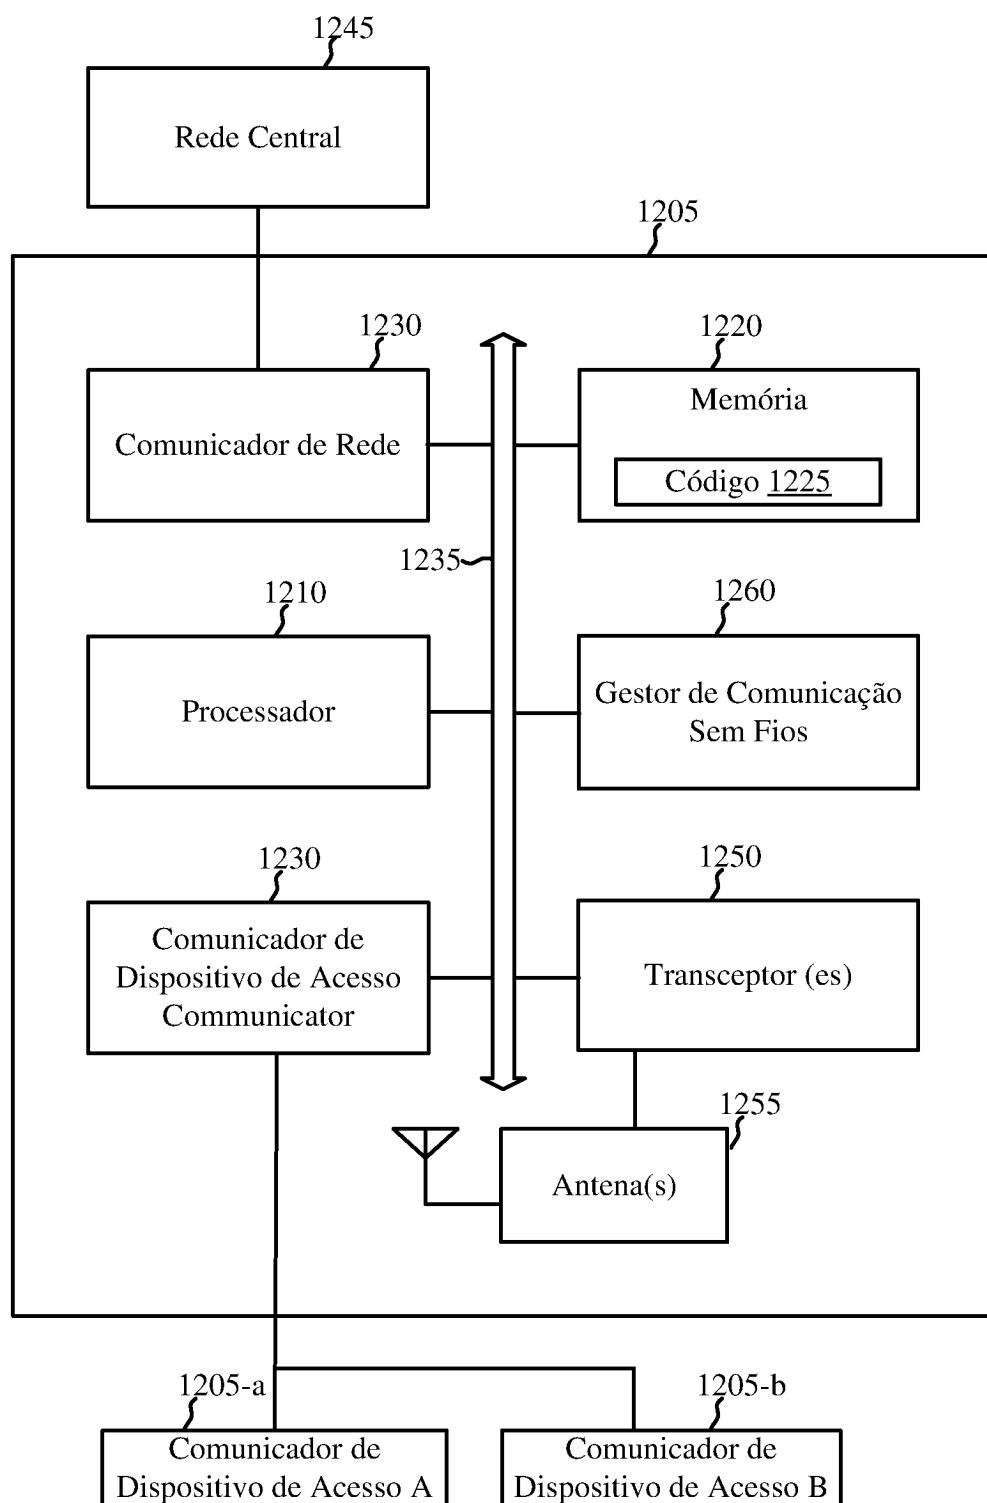 1245
Rede Central
1205
1230
Comunicador de Rede
1220
Memória
Código 1225
1235
1210
Processador
1260
Gestor de Comunicação
Sem Fios
1230
Comunicador de
Dispositivo de Acesso
Communicator
1250
Transceptor (es)
1255
Antena(s)
1205-a
Comunicador de
Dispositivo de Acesso A
1205-b
Comunicador de
Dispositivo de Acesso B